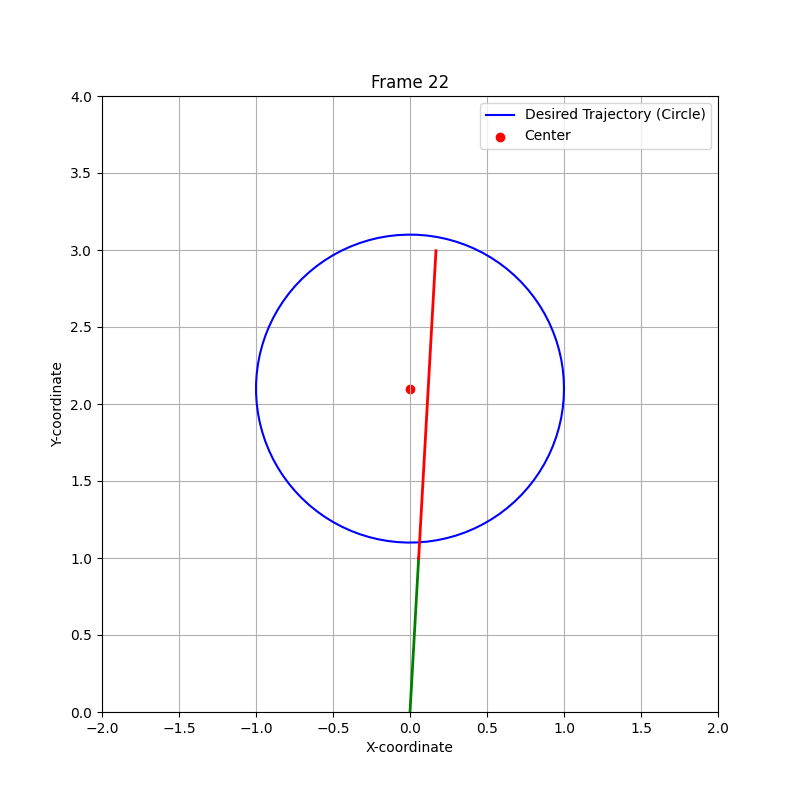 Frame 22
Desired Trajectory (Circle)
Center
4.0
3.5
3.0
2.5
2.0
1.5
1.0
0.5
0.0
Y-coordinate
−2.0 −1.5 −1.0 −0.5 0.0 0.5 1.0 1.5 2.0
X-coordinate